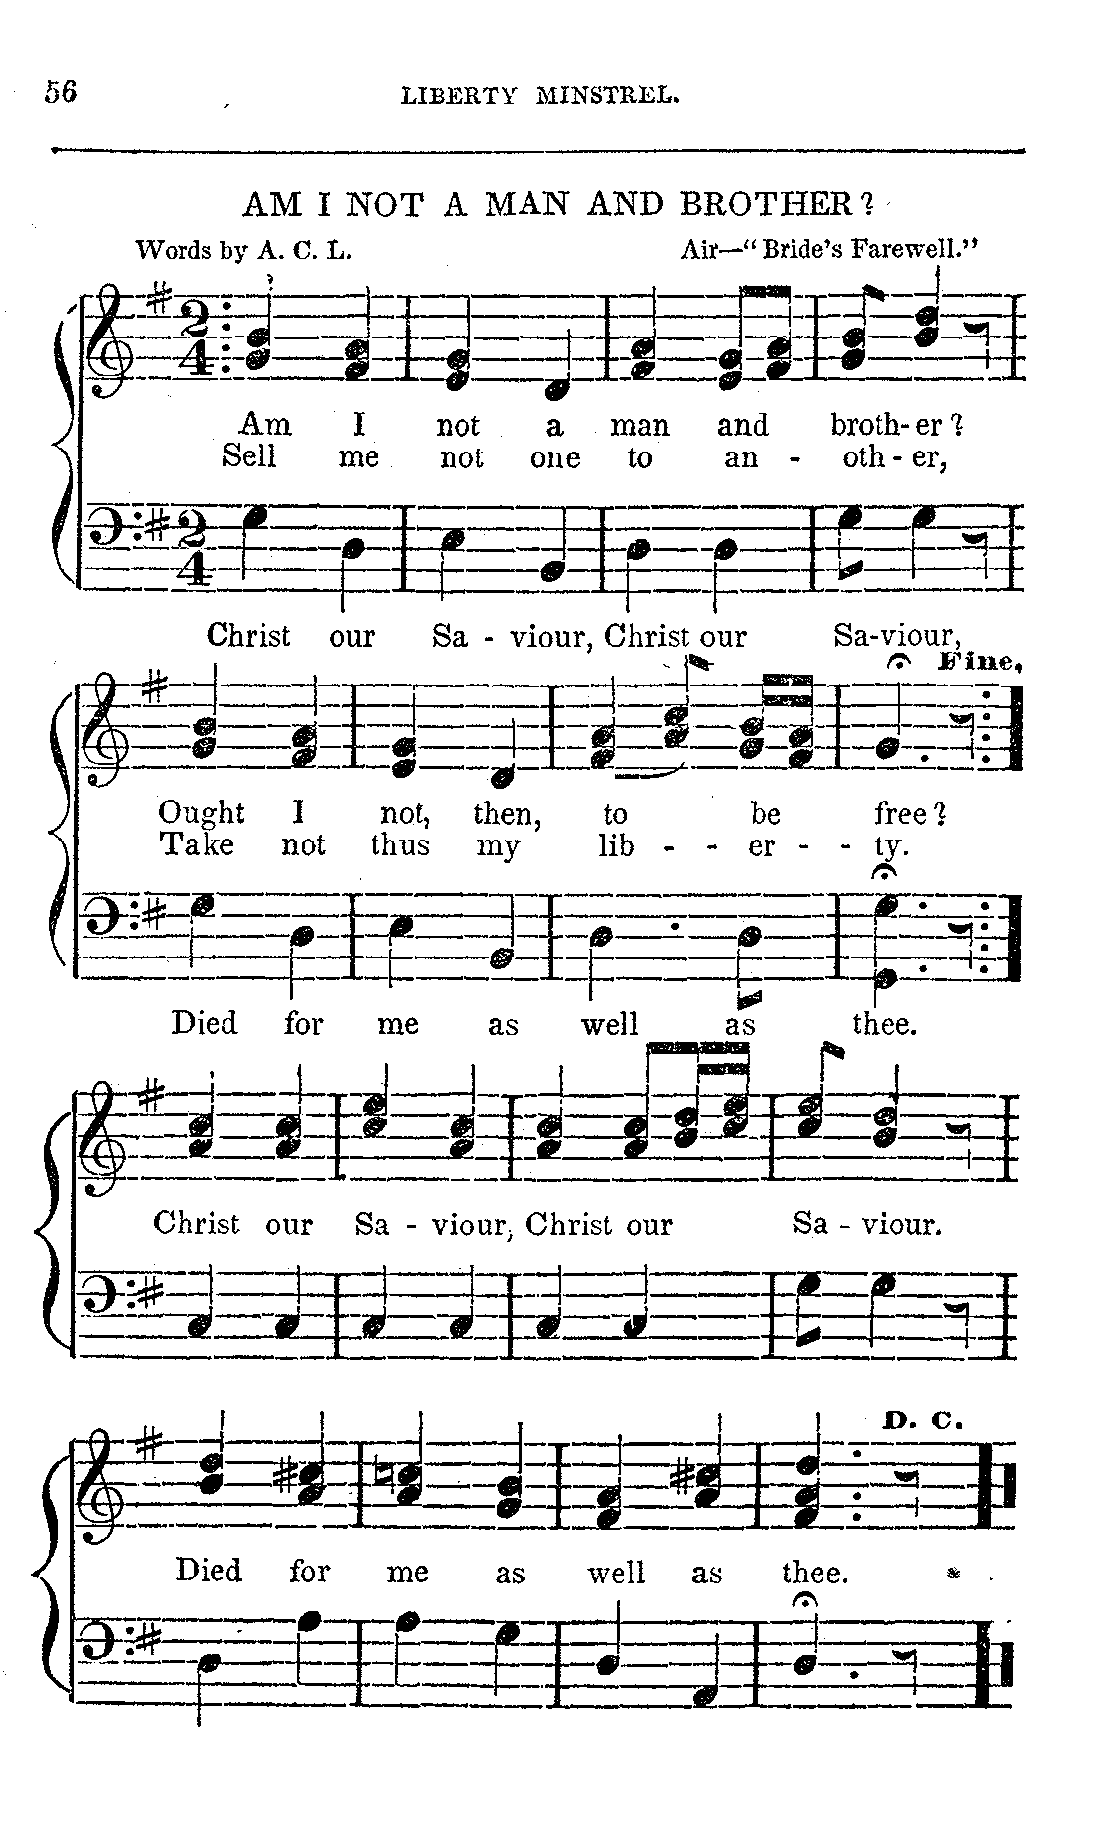 56 LIBERTY MINSTREL.
AM I NOT A MAN AND BROTHER?
Words by A. C. L. Air—“Bride's Farewell.”
2 4
Am I not a man and broth- er?
Sell me not one to an - oth - er,
2 4
Christ our Sa - viour, Christ our Sa-viour,
Fine.
Ought I not, then, to be free?
Take not thus my lib - - er - - ty.
Died for me as well as thee.
Christ our Sa - viour, Christ our Sa - viour.
D. C.
Died for me as well as thee.